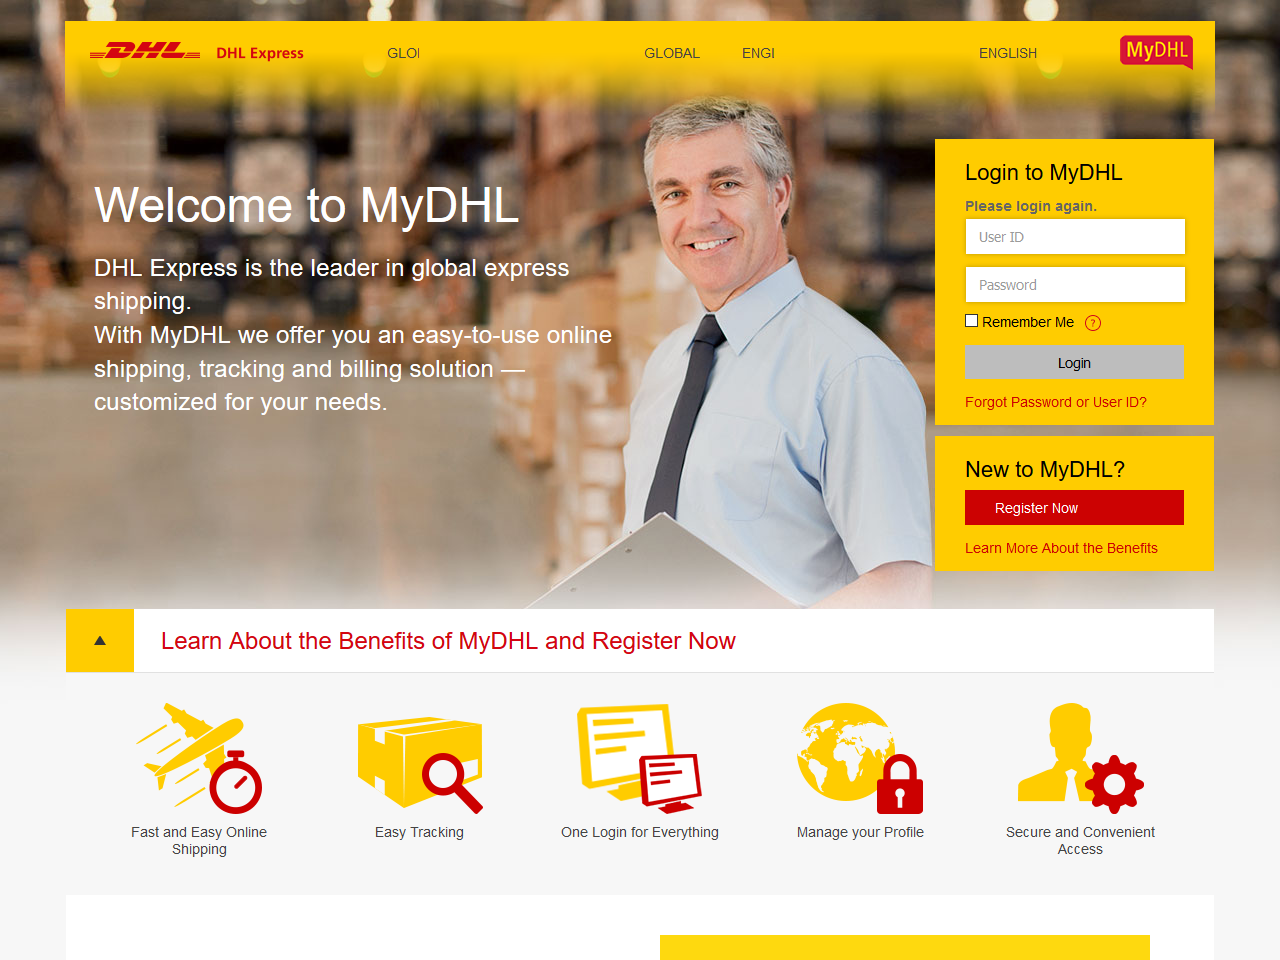 DHL
DHL Express
GLOI
GLOBAL
ENGI
ENGLISH
MyDHL
Welcome to MyDHL
DHL Express is the leader in global express
shipping.
With MyDHL we offer you an easy-to-use online
shipping, tracking and billing solution —
customized for your needs.
Login to MyDHL
Please login again.
User ID
Password
Remember Me ?
Login
Forgot Password or User ID?
New to MyDHL?
Register Now
Learn More About the Benefits
Learn About the Benefits of MyDHL and Register Now
Fast and Easy Online
Shipping
Easy Tracking
One Login for Everything
Manage your Profile
Secure and Convenient
Access